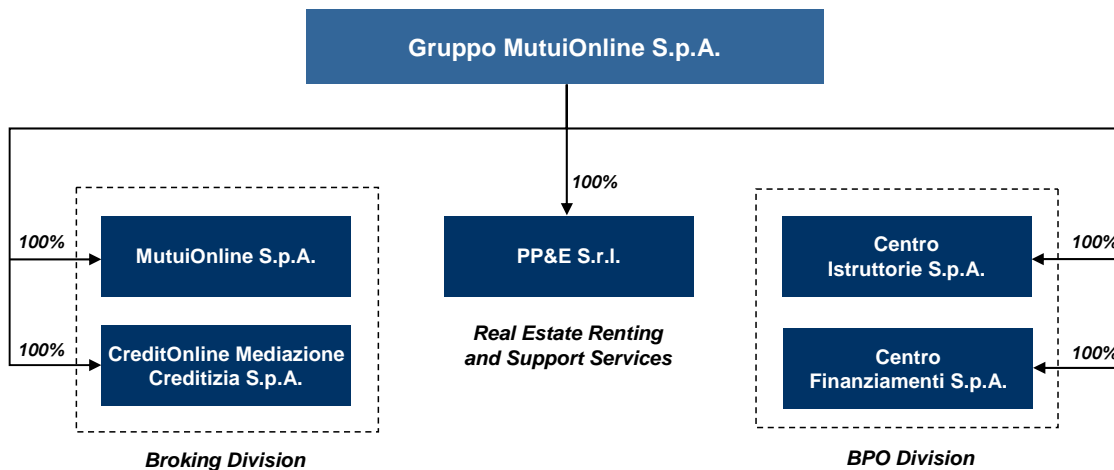 Gruppo MutuiOnline S.p.A.
100%
100%
MutuiOnline S.p.A.
PP&E S.r.l.
Centro
Istruttorie S.p.A.
100%
100%
CreditOnline Mediazione
Creditizia S.p.A.
Real Estate Renting
and Support Services
Centro
Finanziamenti S.p.A.
100%
Broking Division
BPO Division